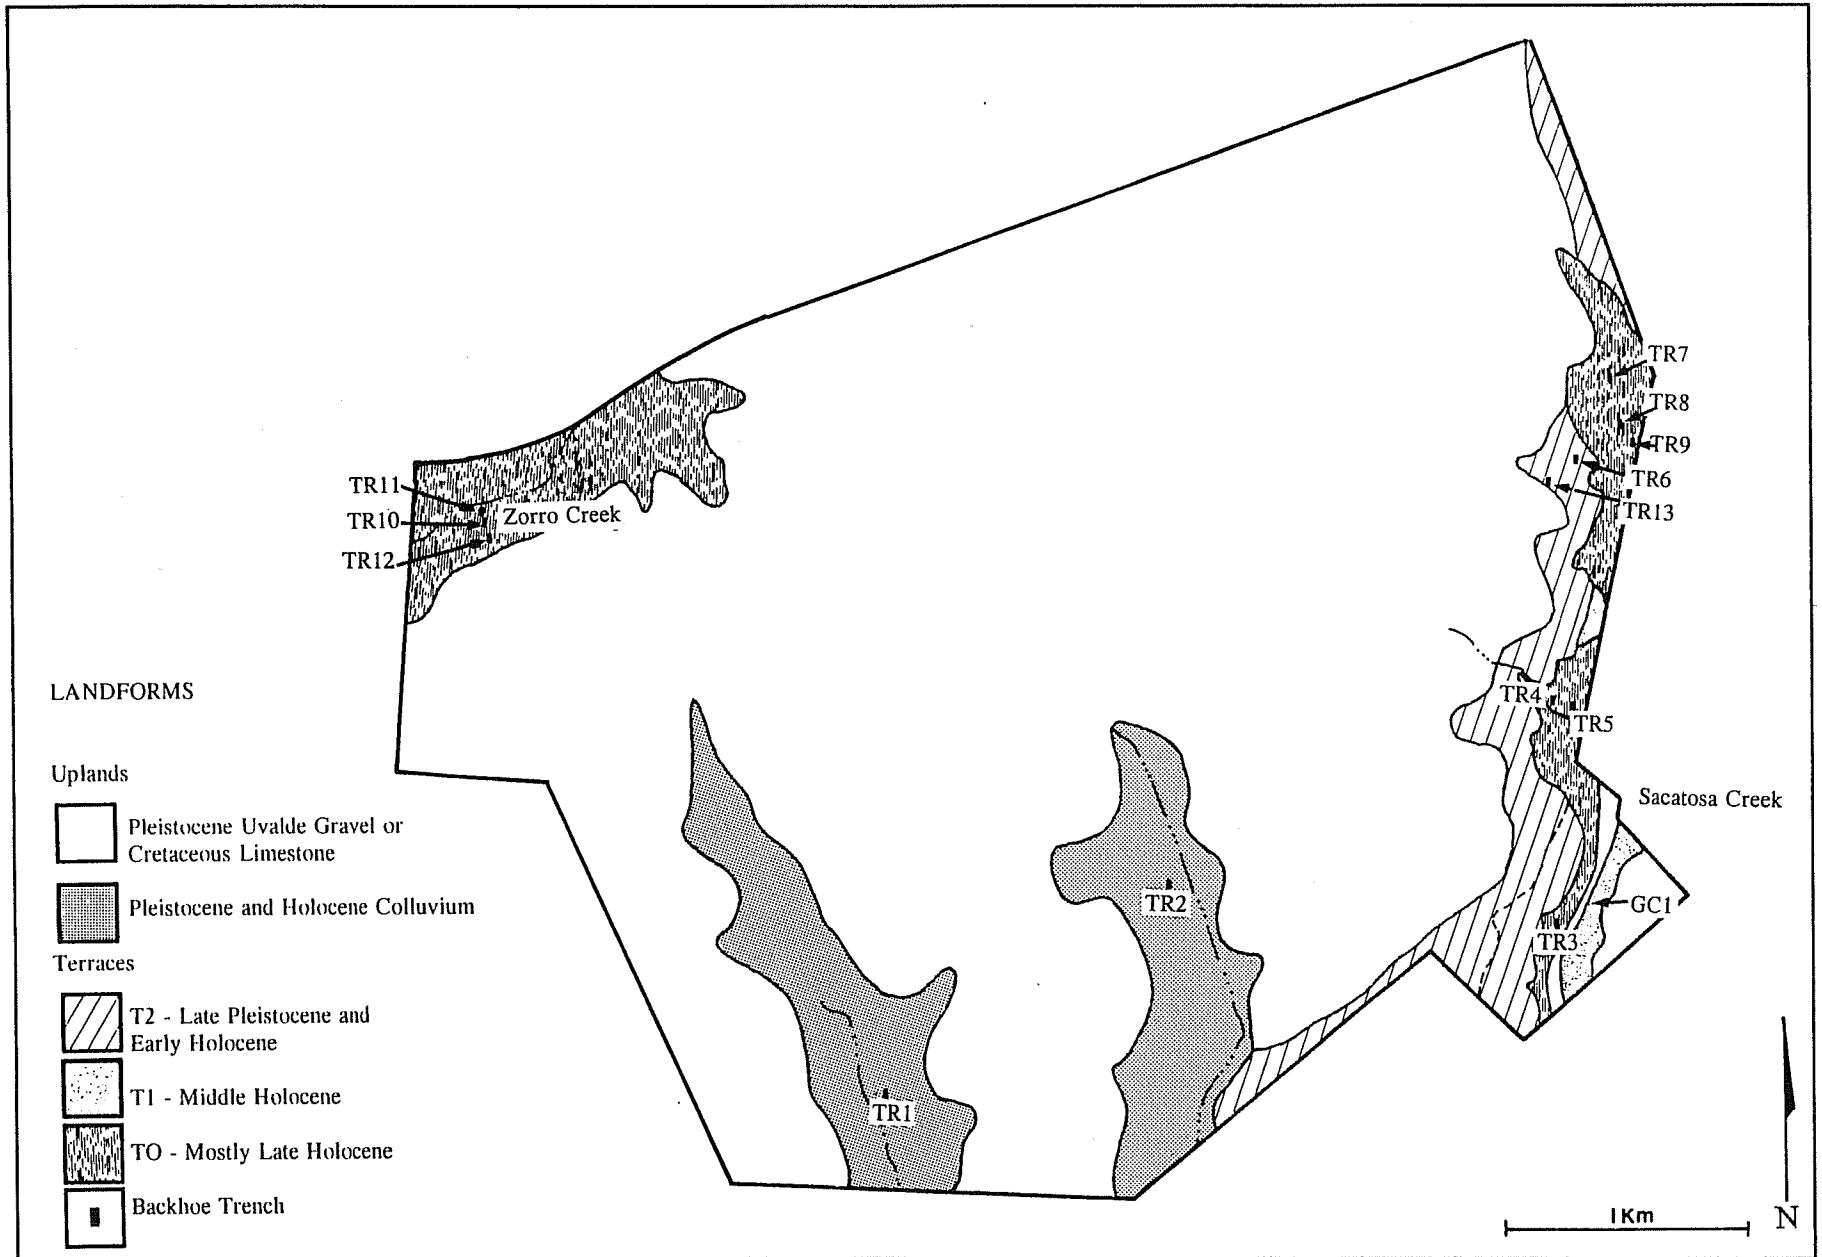 TR7
TR8
TR9
TR6
TR13
TR11
TR10
Zorro Creek
TR12
TR4
TR5
Sacatosa Creek
TR2
GC1
TR3
TR1
LANDFORMS
Uplands
Pleistocene Uvalde Gravel or
Cretaceous Limestone
Pleistocene and Holocene Colluvium
Terraces
T2 - Late Pleistocene and
Early Holocene
T1 - Middle Holocene
TO - Mostly Late Holocene
Backhoe Trench
1 Km
N